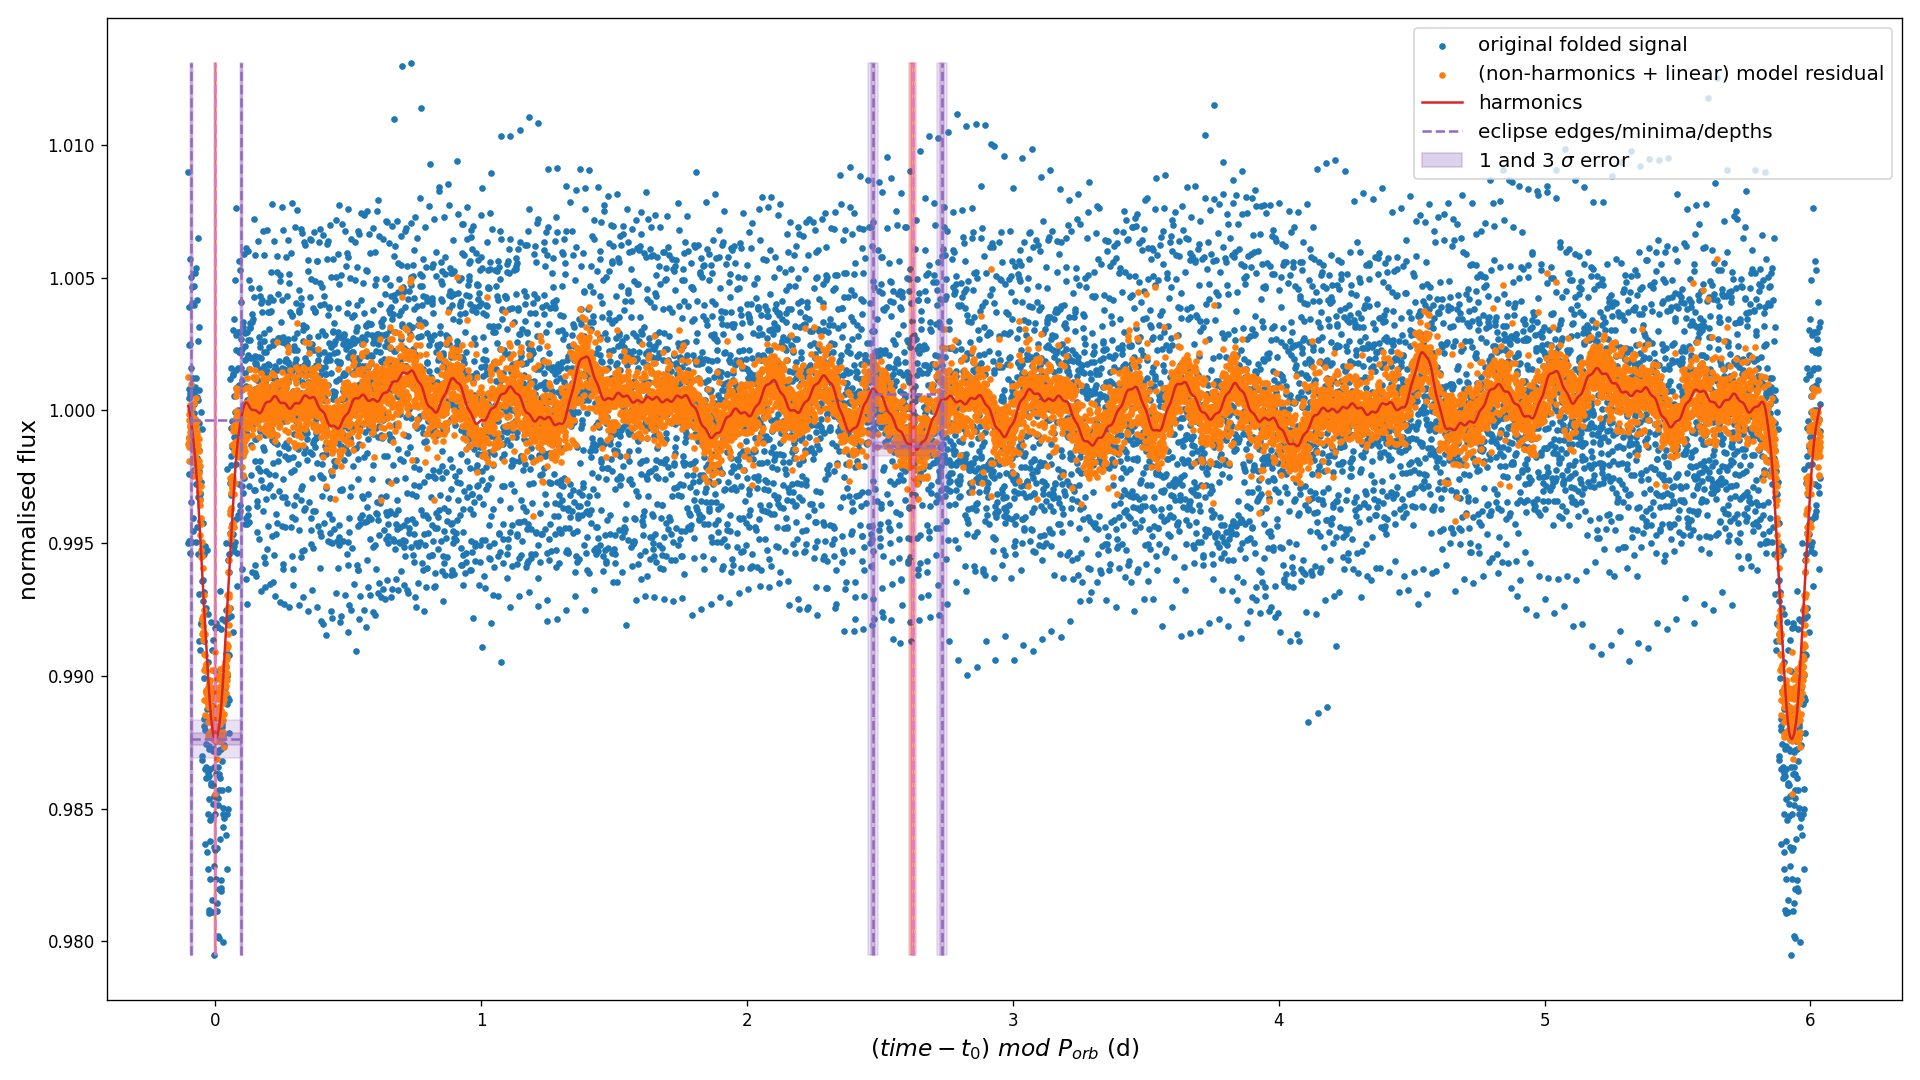 original folded signal
(non-harmonics + linear) model residual
harmonics
eclipse edges/minima/depths
1 and 3 σ error
normalised flux
1.010
1.005
1.000
0.995
0.990
0.985
0.980
0 1 2 3 4 5 6
(time − t₀) mod P_orb (d)